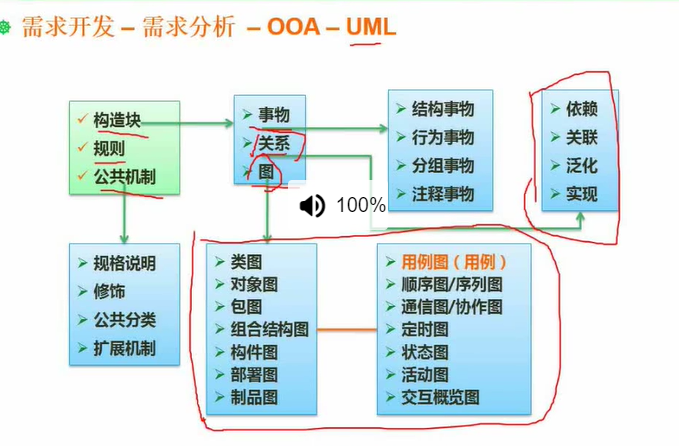 需求开发 – 需求分析 – OOA – UML
构造块
规则
公共机制
事物
关系
图
结构事物
行为事物
分组事物
注释事物
依赖
关联
泛化
实现
100%
规格说明
修饰
公共分类
扩展机制
类图
对象图
包图
组合结构图
构件图
部署图
制品图
用例图（用例）
顺序图/序列图
通信图/协作图
定时图
状态图
活动图
交互概览图